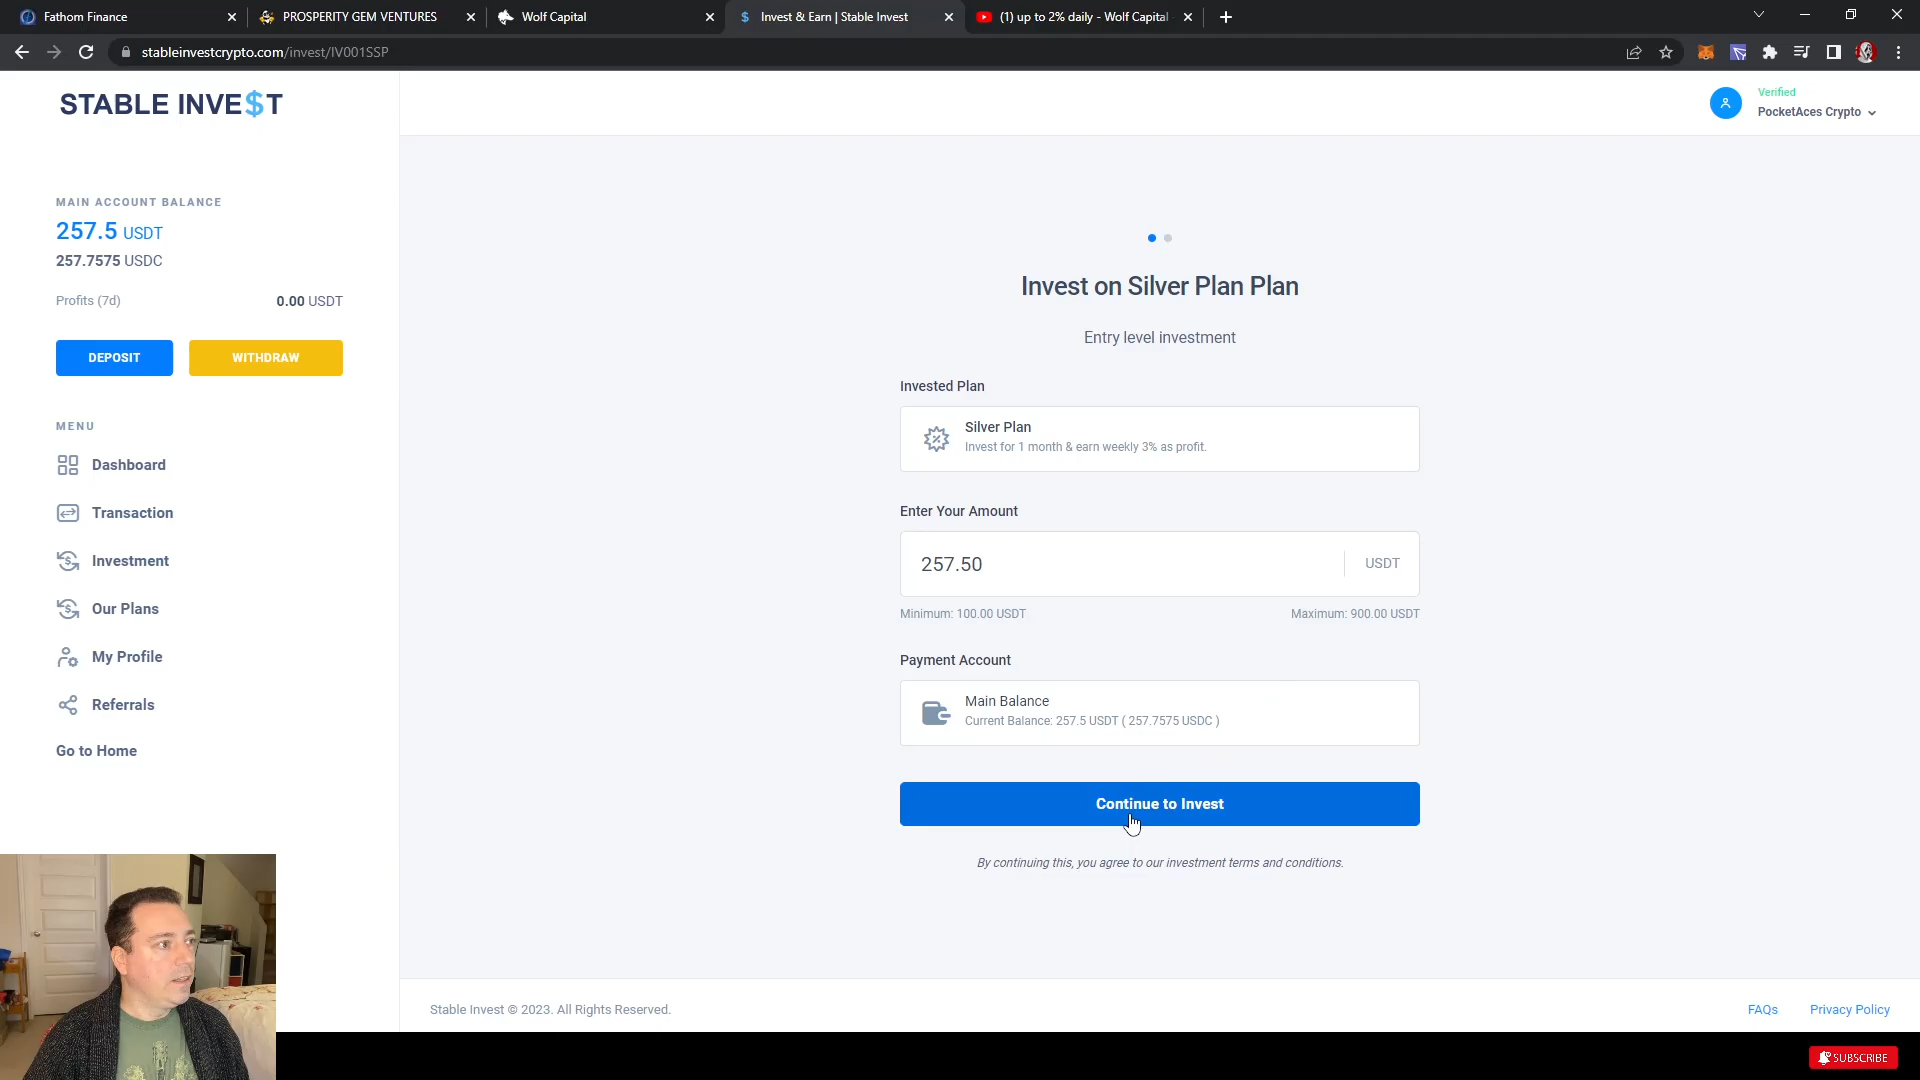 Fathom Finance
PROSPERITY GEM VENTURES
Wolf Capital
Invest & Earn | Stable Invest
(1) up to 2% daily - Wolf Capital
stableinvestcrypto.com/invest/IV001SSP
STABLE INVE$T
Verified
PocketAces Crypto
MAIN ACCOUNT BALANCE
257.5 USDT
257.7575 USDC
Profits (7d) 0.00 USDT
DEPOSIT WITHDRAW
MENU
Dashboard
Transaction
Investment
Our Plans
My Profile
Referrals
Go to Home
Invest on Silver Plan Plan
Entry level investment
Invested Plan
Silver Plan
Invest for 1 month & earn weekly 3% as profit.
Enter Your Amount
257.50 USDT
Minimum: 100.00 USDT Maximum: 900.00 USDT
Payment Account
Main Balance
Current Balance: 257.5 USDT ( 257.7575 USDC )
Continue to Invest
By continuing this, you agree to our investment terms and conditions.
Stable Invest © 2023. All Rights Reserved.
FAQs Privacy Policy
SUBSCRIBE